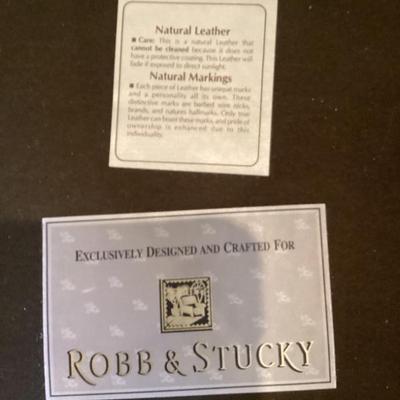 Natural Leather
■ Care: This is a natural Leather that
cannot be cleaned because it does not
have a protective coating. This Leather will
fade if exposed to direct sunlight.
Natural Markings
■ Each piece of Leather has unique marks
and a personality all its own. These
distinctive marks are barbed wire nicks,
brands, and natures hallmarks. Only true
Leather can boast these marks, and pride of
ownership is enhanced due to this
individuality.
EXCLUSIVELY DESIGNED AND CRAFTED FOR
ROBB & STUCKY